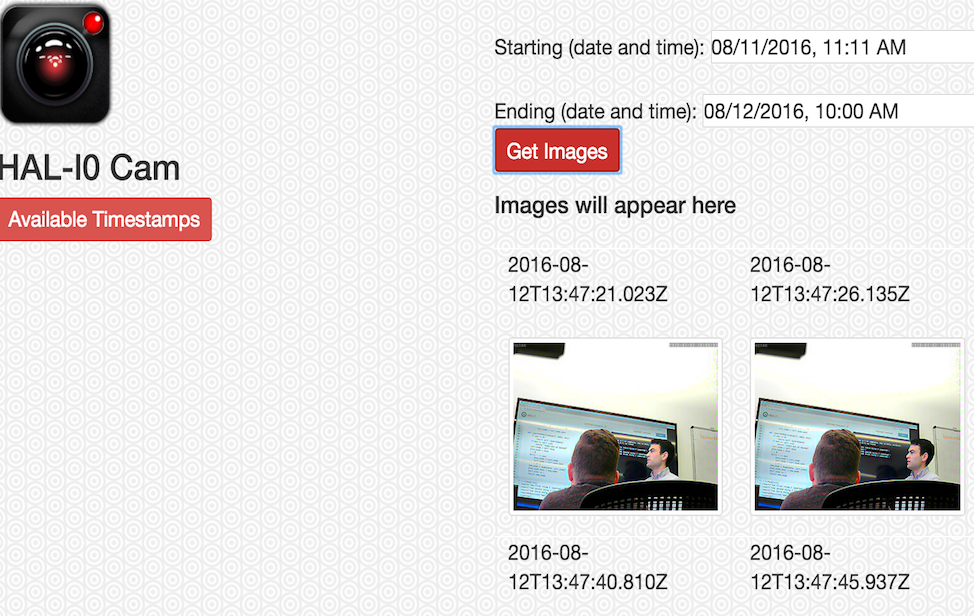 Starting (date and time): 08/11/2016, 11:11 AM
Ending (date and time): 08/12/2016, 10:00 AM
Get Images
HAL-I0 Cam
Available Timestamps
Images will appear here
2016-08-
12T13:47:21.023Z
2016-08-
12T13:47:26.135Z
2016-08-
12T13:47:40.810Z
2016-08-
12T13:47:45.937Z